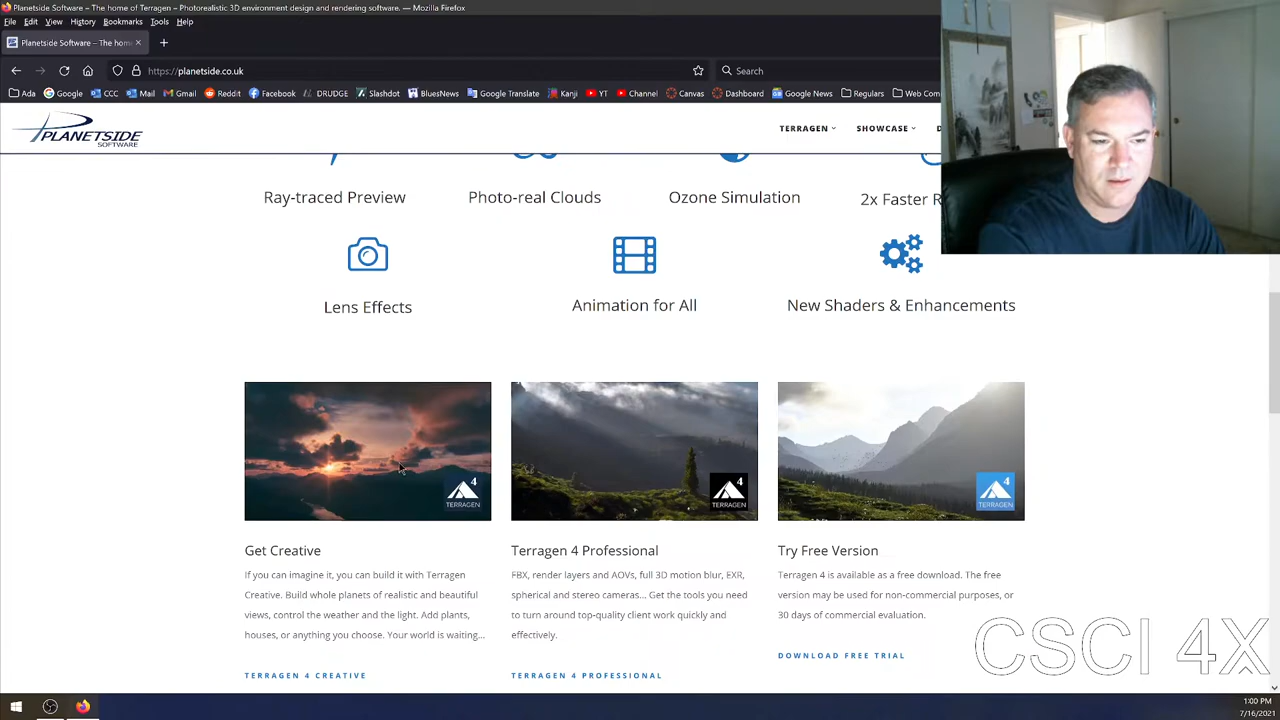 Planetside Software – The home of Terragen – Photorealistic 3D environment design and rendering software. — Mozilla Firefox
File Edit View History Bookmarks Tools Help
Planetside Software – The hom
https://planetside.co.uk
Search
Ada Google CCC Mail Gmail Reddit Facebook DRUDGE Slashdot BluesNews Google Translate Kanji YT Channel Canvas Dashboard Google News Regulars Web Com
PLANETSIDE
SOFTWARE
TERRAGEN SHOWCASE D
Ray-traced Preview Photo-real Clouds Ozone Simulation 2x Faster R
Lens Effects Animation for All New Shaders & Enhancements
4 TERRAGEN
4 TERRAGEN
4 TERRAGEN
Get Creative
If you can imagine it, you can build it with Terragen
Creative. Build whole planets of realistic and beautiful
views, control the weather and the light. Add plants,
houses, or anything you choose. Your world is waiting...
TERRAGEN 4 CREATIVE
Terragen 4 Professional
FBX, render layers and AOVs, full 3D motion blur, EXR,
spherical and stereo cameras... Get the tools you need
to turn around top-quality client work quickly and
effectively.
TERRAGEN 4 PROFESSIONAL
Try Free Version
Terragen 4 is available as a free download. The free
version may be used for non-commercial purposes, or
30 days of commercial evaluation.
DOWNLOAD FREE TRIAL
CSCI 4X
1:00 PM
7/16/2021